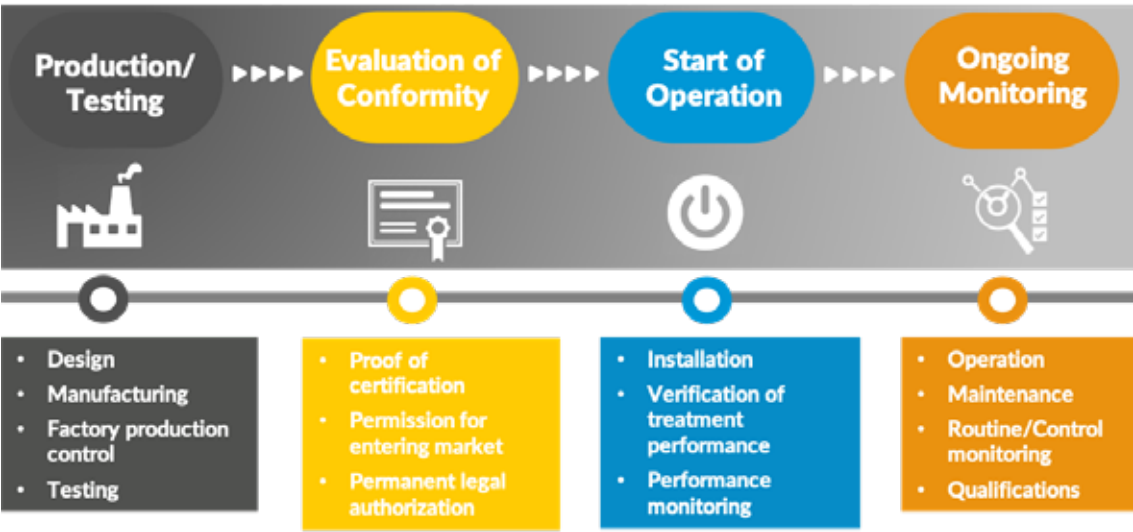 Production/
Testing
Evaluation of
Conformity
Start of
Operation
Ongoing
Monitoring
• Design
• Manufacturing
• Factory production
control
• Testing
• Proof of
certification
• Permission for
entering market
• Permanent legal
authorization
• Installation
• Verification of
treatment
performance
• Performance
monitoring
• Operation
• Maintenance
• Routine/Control
monitoring
• Qualifications